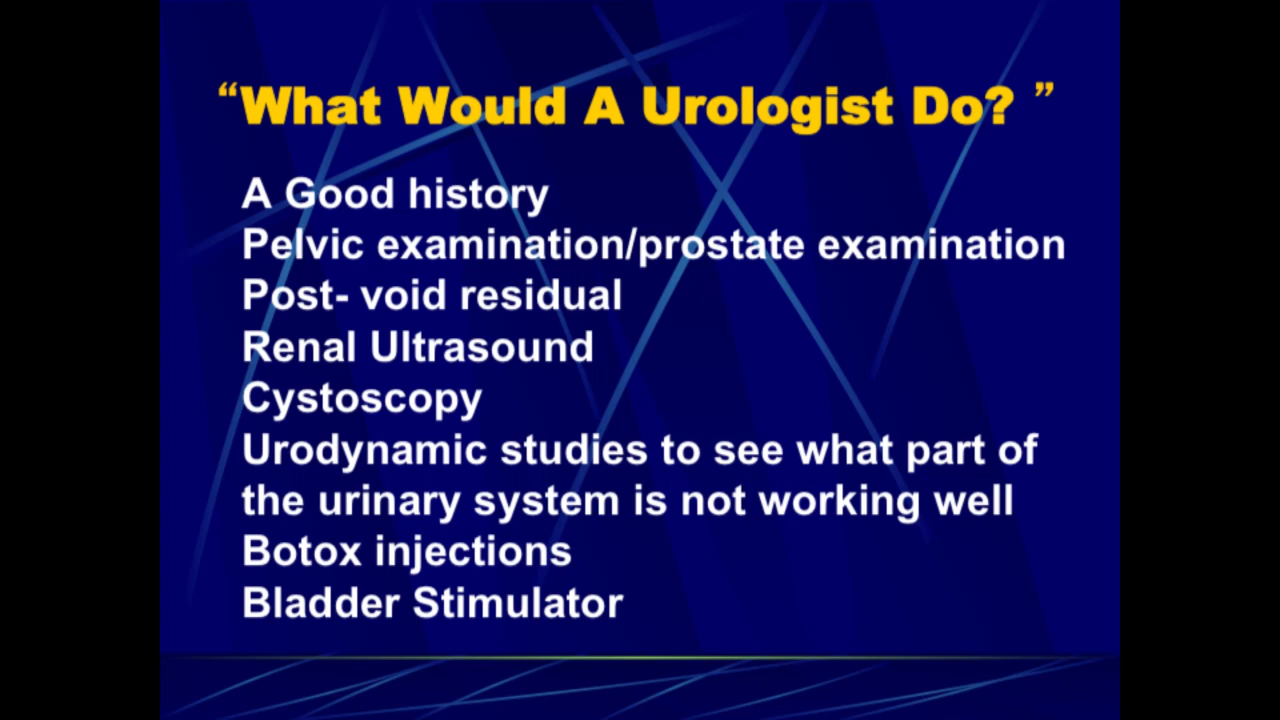 “What Would A Urologist Do? ”
A Good history
Pelvic examination/prostate examination
Post- void residual
Renal Ultrasound
Cystoscopy
Urodynamic studies to see what part of
the urinary system is not working well
Botox injections
Bladder Stimulator